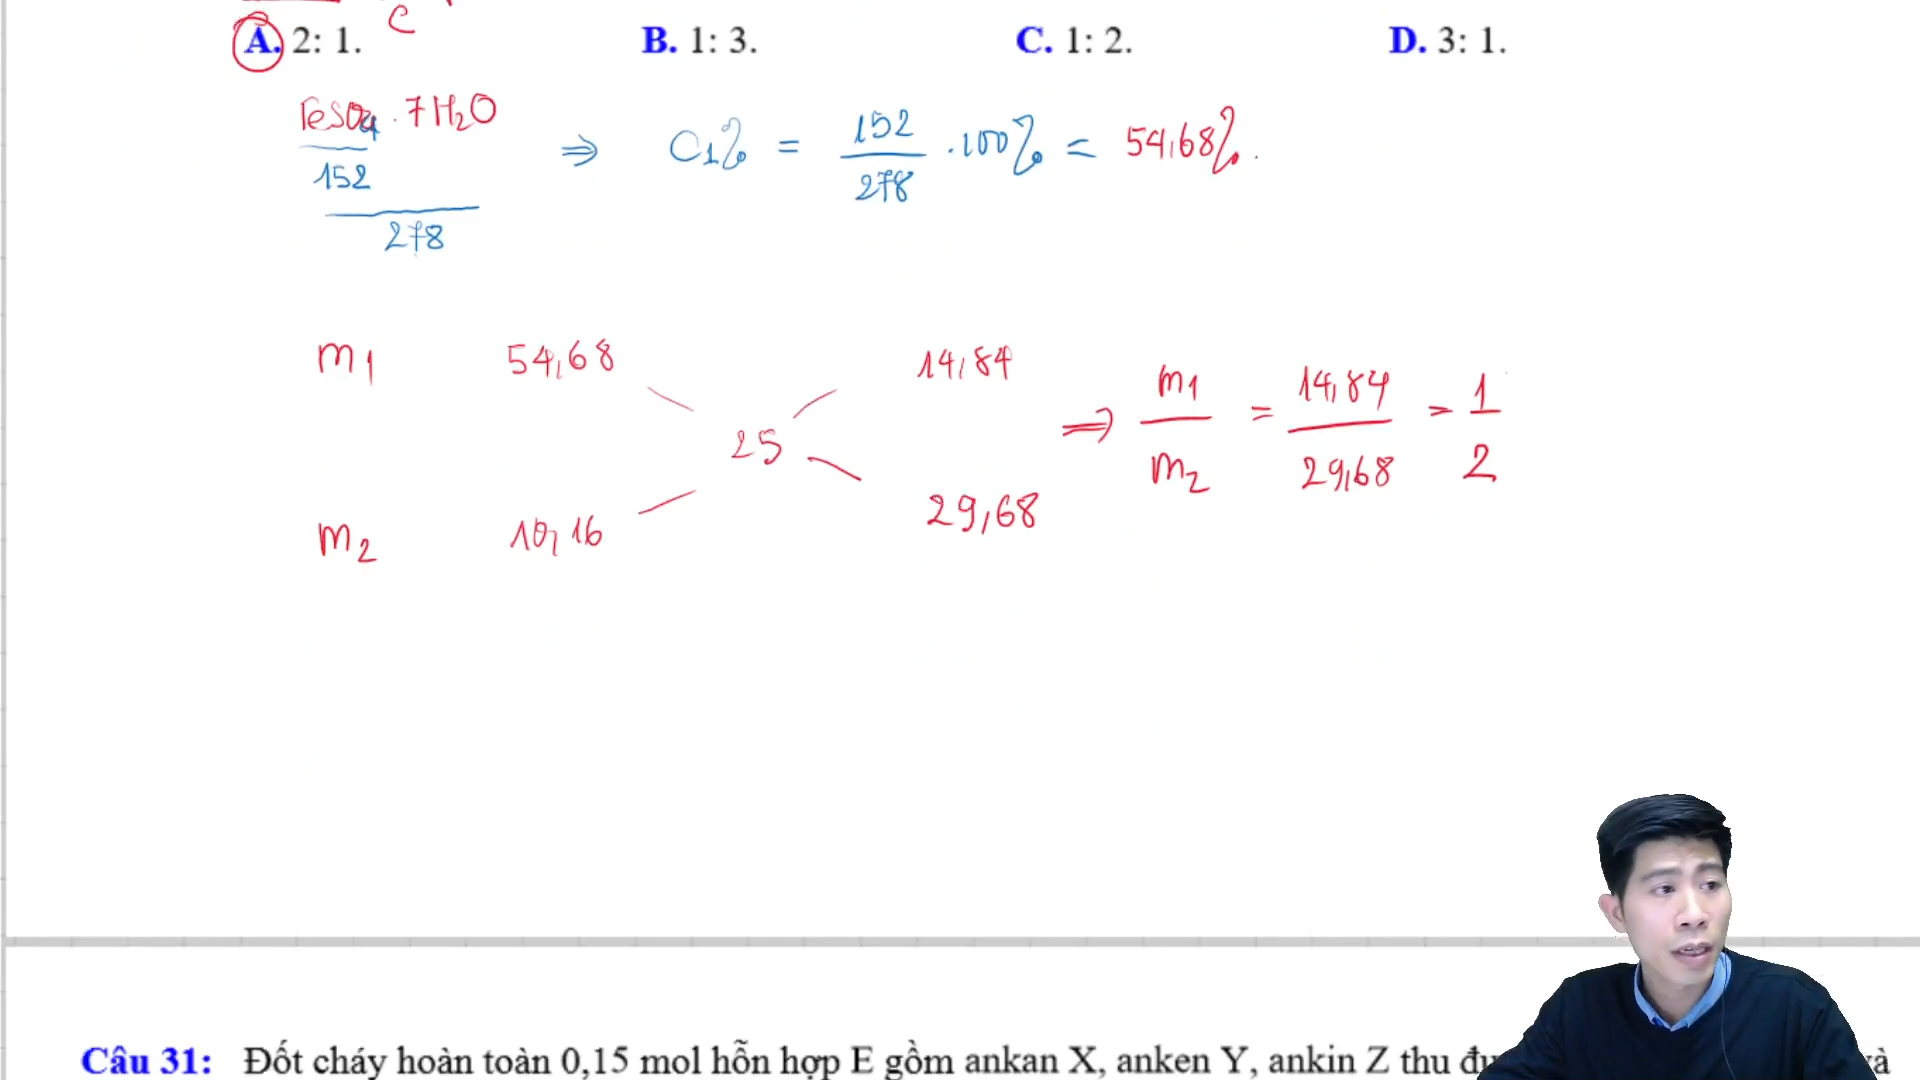 C
A. 2: 1. B. 1: 3. C. 1: 2. D. 3: 1.
FeSO4 . 7H2O
152
278
⇒ C1% = 152/278 .100% = 54,68%.
m1 54,68 14,84
25
m2 10,16 29,68
⇒ m1/m2 = 14,84/29,68 = 1/2
Câu 31: Đốt cháy hoàn toàn 0,15 mol hỗn hợp E gồm ankan X, anken Y, ankin Z thu và